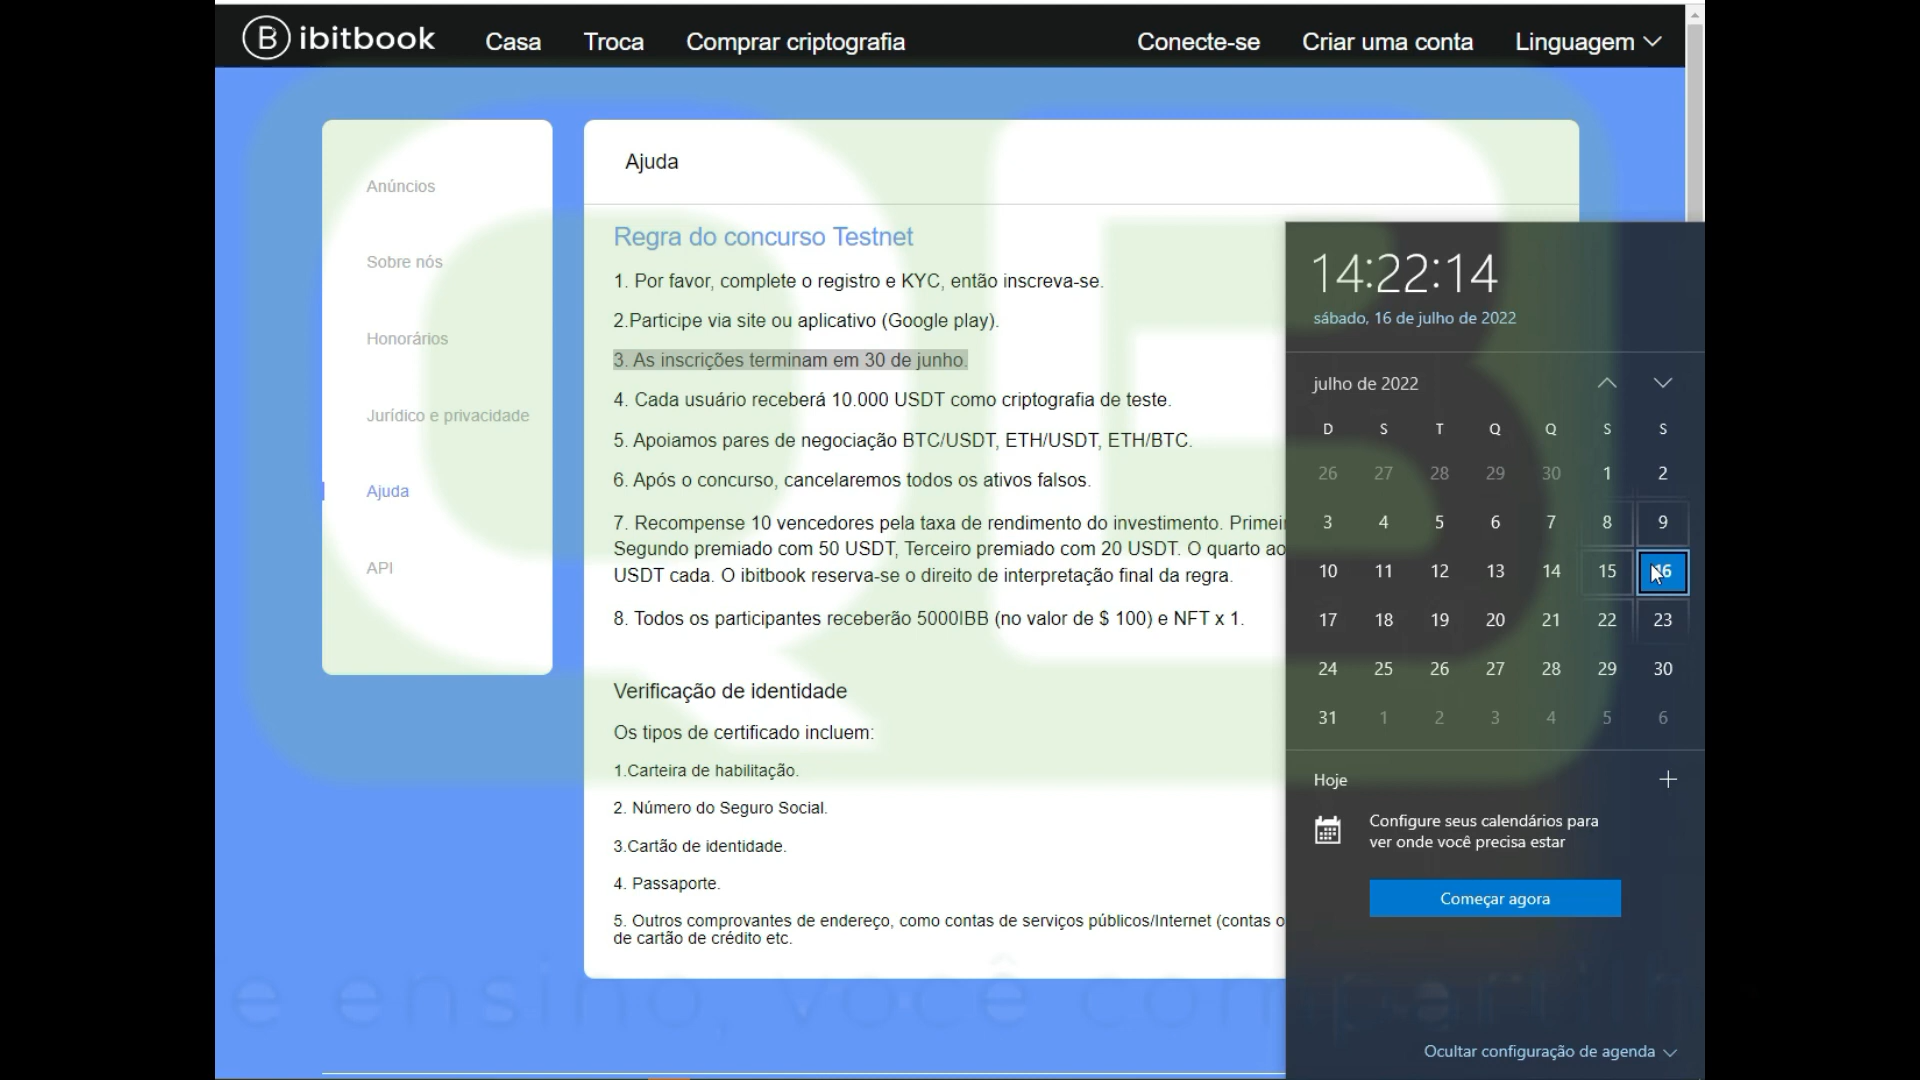 ibitbook
Casa
Troca
Comprar criptografia
Conecte-se
Criar uma conta
Linguagem
Anúncios
Sobre nós
Honorários
Jurídico e privacidade
Ajuda
API
Ajuda
Regra do concurso Testnet
1. Por favor, complete o registro e KYC, então inscreva-se.
2.Participe via site ou aplicativo (Google play).
3. As inscrições terminam em 30 de junho.
4. Cada usuário receberá 10.000 USDT como criptografia de teste.
5. Apoiamos pares de negociação BTC/USDT, ETH/USDT, ETH/BTC.
6. Após o concurso, cancelaremos todos os ativos falsos.
7. Recompense 10 vencedores pela taxa de rendimento do investimento.
Segundo premiado com 50 USDT, Terceiro premiado com 20 USDT. O quarto ao
USDT cada. O ibitbook reserva-se o direito de interpretação final da regra.
8. Todos os participantes receberão 5000IBB (no valor de $ 100) e NFT x 1.
Verificação de identidade
Os tipos de certificado incluem:
1.Carteira de habilitação.
2. Número do Seguro Social.
3.Cartão de identidade.
4. Passaporte.
5. Outros comprovantes de endereço, como contas de serviços públicos/Internet (contas
de cartão de crédito etc.
14:22:14
sábado, 16 de julho de 2022
julho de 2022
D S T Q Q S S
26 27 28 29 30 1 2
3 4 5 6 7 8 9
10 11 12 13 14 15 16
17 18 19 20 21 22 23
24 25 26 27 28 29 30
31 1 2 3 4 5 6
Hoje
Configure seus calendários para
ver onde você precisa estar
Começar agora
Ocultar configuração de agenda
e ensino, você